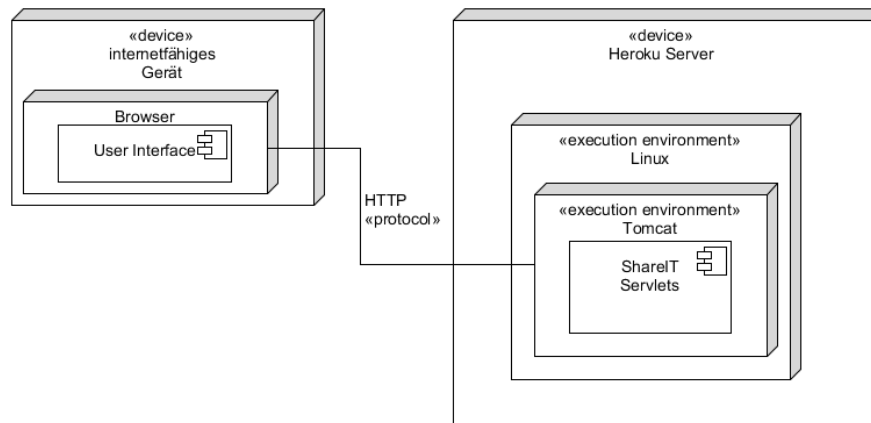 «device»
internetfähiges
Gerät
Browser
User Interface
HTTP
«protocol»
«device»
Heroku Server
«execution environment»
Linux
«execution environment»
Tomcat
ShareIT
Servlets